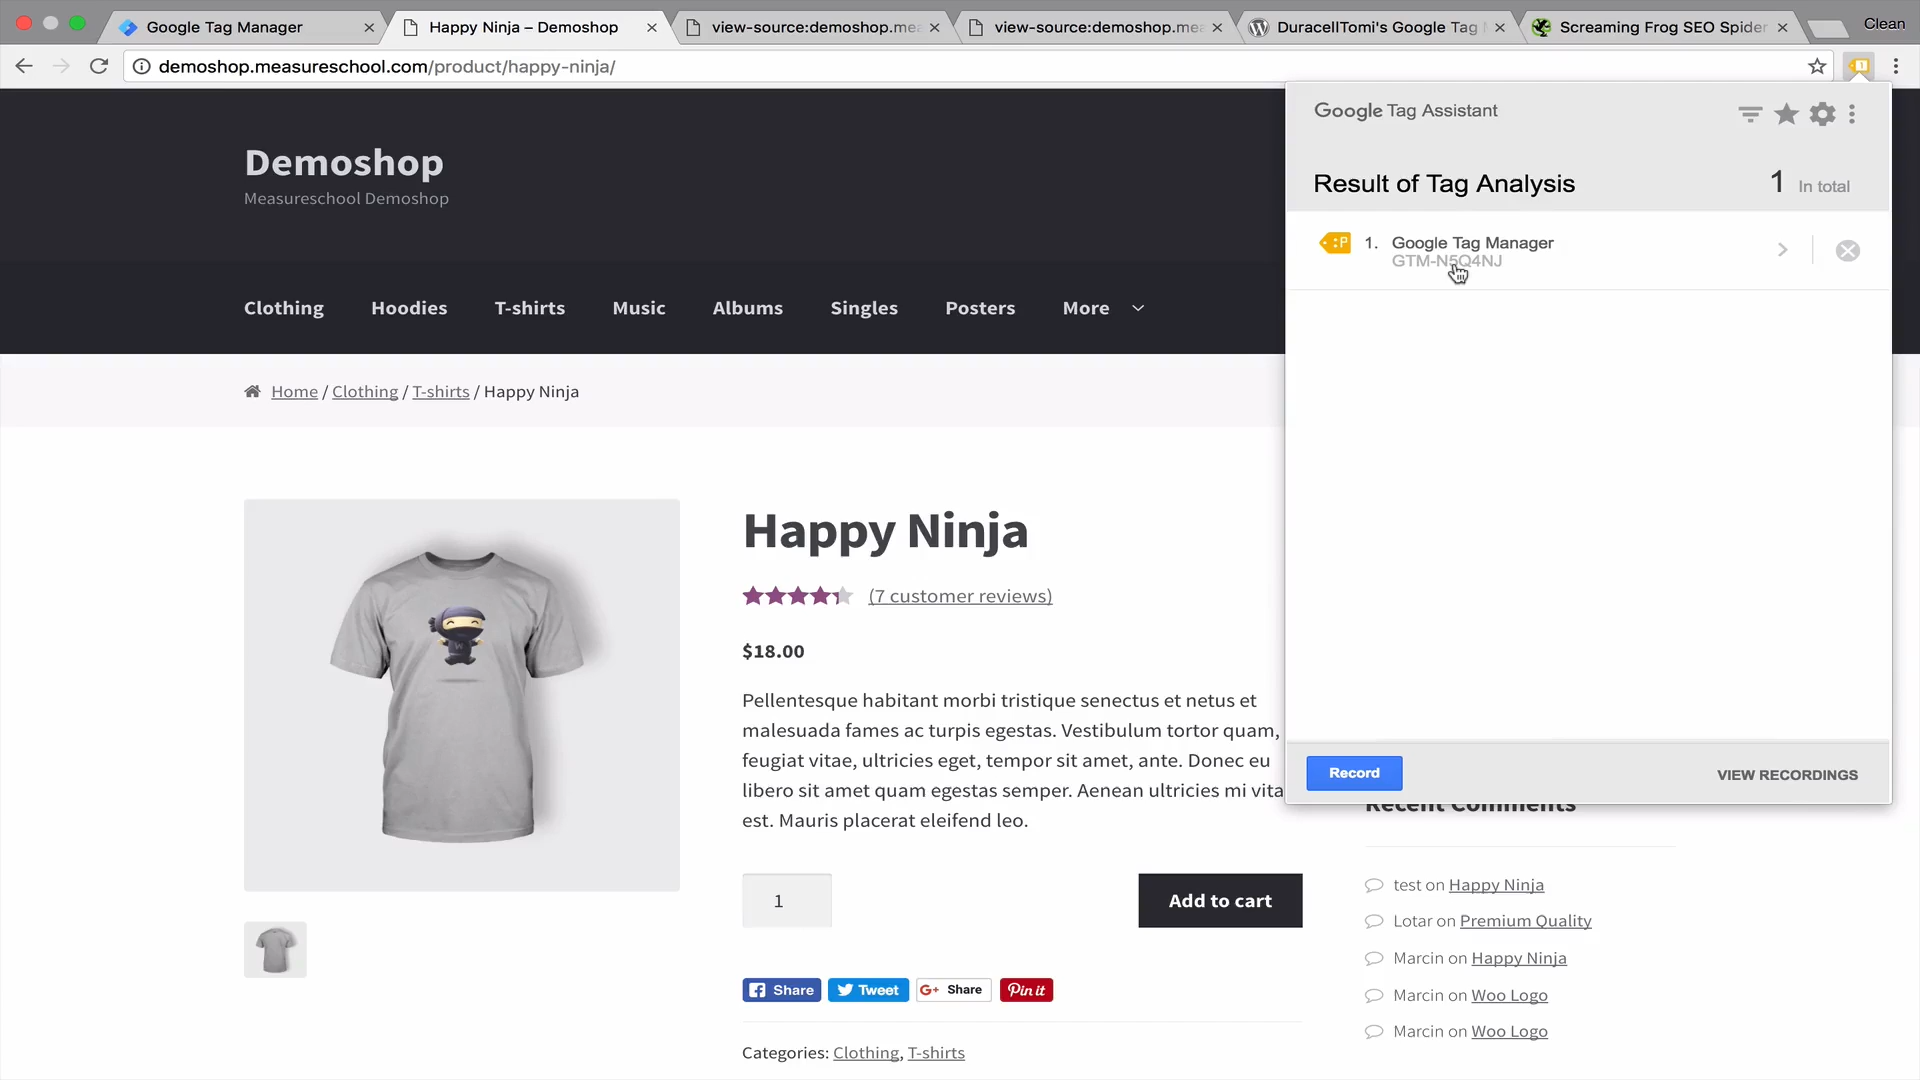 Google Tag Manager
Happy Ninja – Demoshop
view-source:demoshop.mea
view-source:demoshop.mea
DuracellTomi's Google Tag
Screaming Frog SEO Spider
Clean
demoshop.measureschool.com/product/happy-ninja/
Google Tag Assistant
Result of Tag Analysis
1 In total
1. Google Tag Manager
GTM-N5Q4NJ
Record
VIEW RECORDINGS
Demoshop
Measureschool Demoshop
Clothing Hoodies T-shirts Music Albums Singles Posters More
Home / Clothing / T-shirts / Happy Ninja
Happy Ninja
(7 customer reviews)
$18.00
Pellentesque habitant morbi tristique senectus et netus et
malesuada fames ac turpis egestas. Vestibulum tortor quam,
feugiat vitae, ultricies eget, tempor sit amet, ante. Donec eu
libero sit amet quam egestas semper. Aenean ultricies mi vita
est. Mauris placerat eleifend leo.
1
Add to cart
Share Tweet G+ Share Pin it
Categories: Clothing, T-shirts
Recent Comments
test on Happy Ninja
Lotar on Premium Quality
Marcin on Happy Ninja
Marcin on Woo Logo
Marcin on Woo Logo